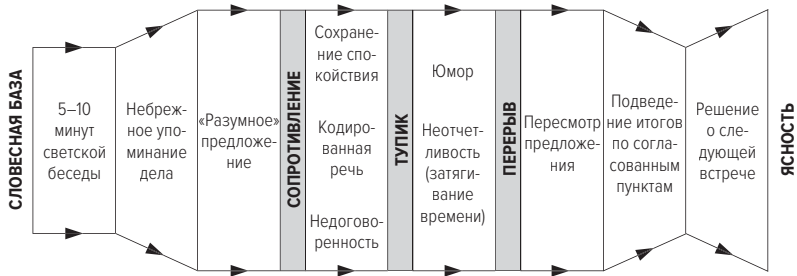 СЛОВЕСНАЯ БАЗА
5–10
минут
светской
беседы
Небреж-
ное упо-
минание
дела
«Разумное»
предложе-
ние
СОПРОТИВЛЕНИЕ
Сохране-
ние спо-
койствия
Кодиро-
ванная
речь
Недогово-
ренность
ТУПИК
Юмор
Неотчет-
ливость
(затяги-
вание
времени)
ПЕРЕРЫВ
Пересмотр
предложе-
ния
Подведе-
ние итогов
по согла-
сованным
пунктам
Решение
о сле-
дующей
встрече
ЯСНОСТЬ